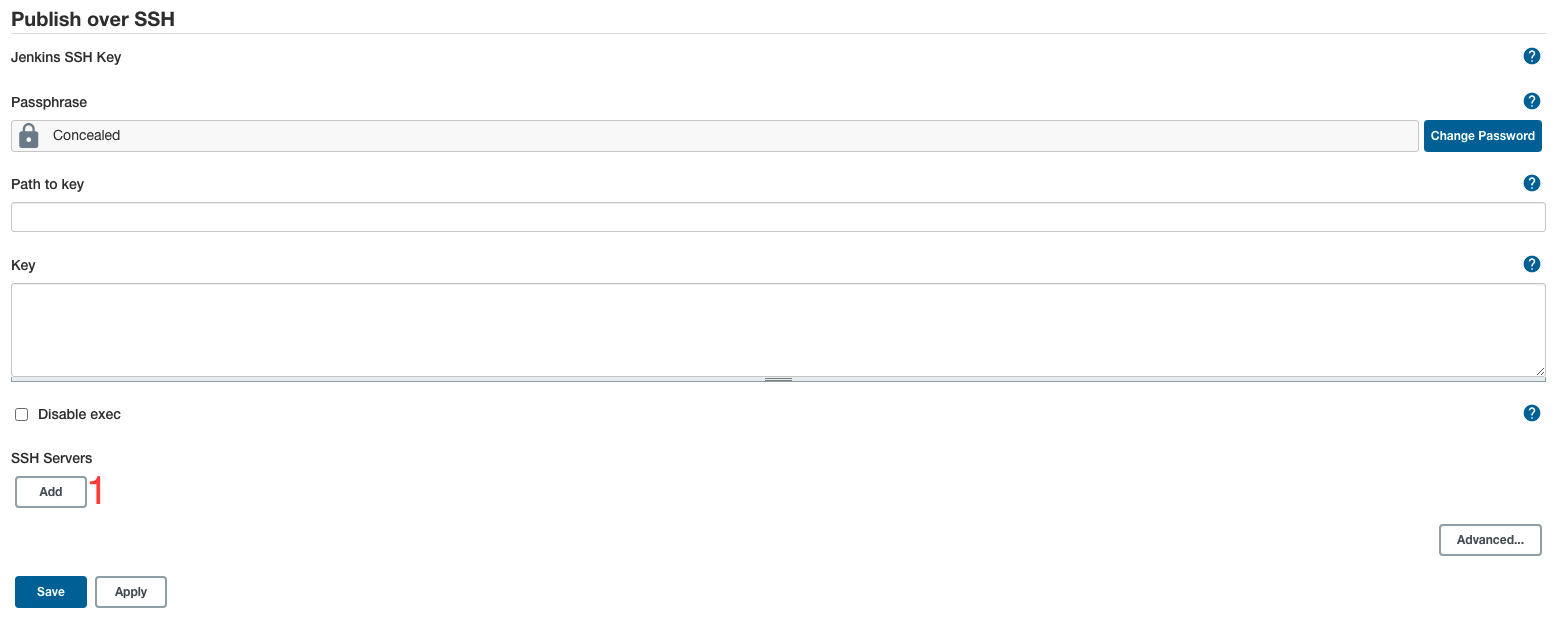 Publish over SSH
Jenkins SSH Key
?
Passphrase
?
Concealed
Change Password
Path to key
?
Key
?
Disable exec
?
SSH Servers
Add
1
Advanced...
Save
Apply